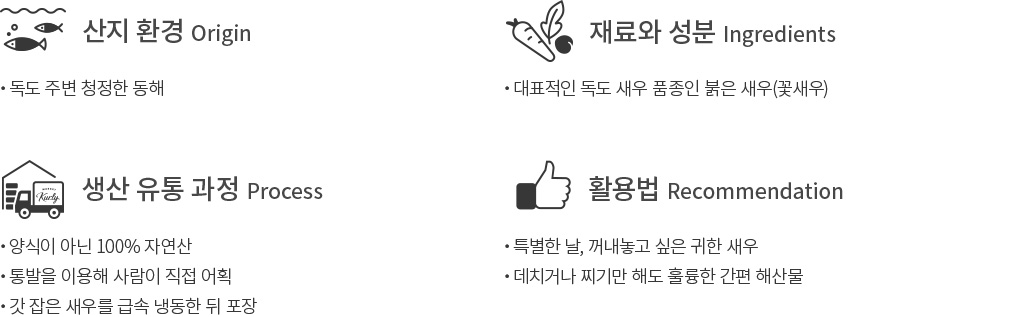 산지 환경 Origin
• 독도 주변 청정한 동해
재료와 성분 Ingredients
• 대표적인 독도 새우 품종인 붉은 새우(꽃새우)
Kurly
생산 유통 과정 Process
• 양식이 아닌 100% 자연산
• 통발을 이용해 사람이 직접 어획
• 갓 잡은 새우를 급속 냉동한 뒤 포장
활용법 Recommendation
• 특별한 날, 꺼내놓고 싶은 귀한 새우
• 데치거나 찌기만 해도 훌륭한 간편 해산물